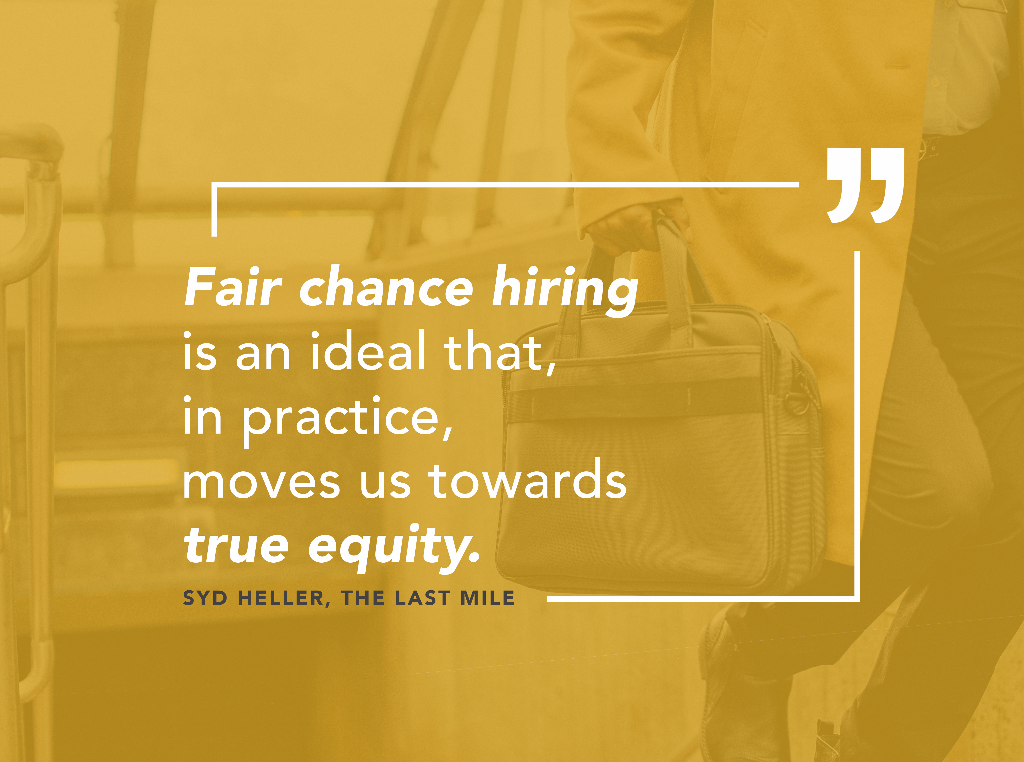 ”
Fair chance hiring
is an ideal that,
in practice,
moves us towards
true equity.
SYD HELLER, THE LAST MILE